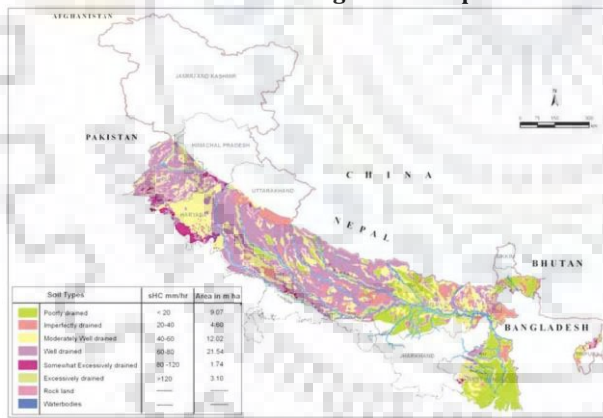 AFGHANISTAN
JAMMU AND KASHMIR
PAKISTAN
HIMACHAL PRADESH
UTTARAKHAND
CHINA
NEPAL
BHUTAN
BANGLADESH
Soil Types sHC mm/hr Area in m ha
Poorly drained < 20 9.07
Imperfectly drained 20-40 4.60
Moderately Well drained 40-60 12.02
Well drained 60-80 21.54
Somewhat Excessively drained 80 -120 1.74
Excessively drained >120 3.10
Rock land -------- --------
Waterbodies -------- --------